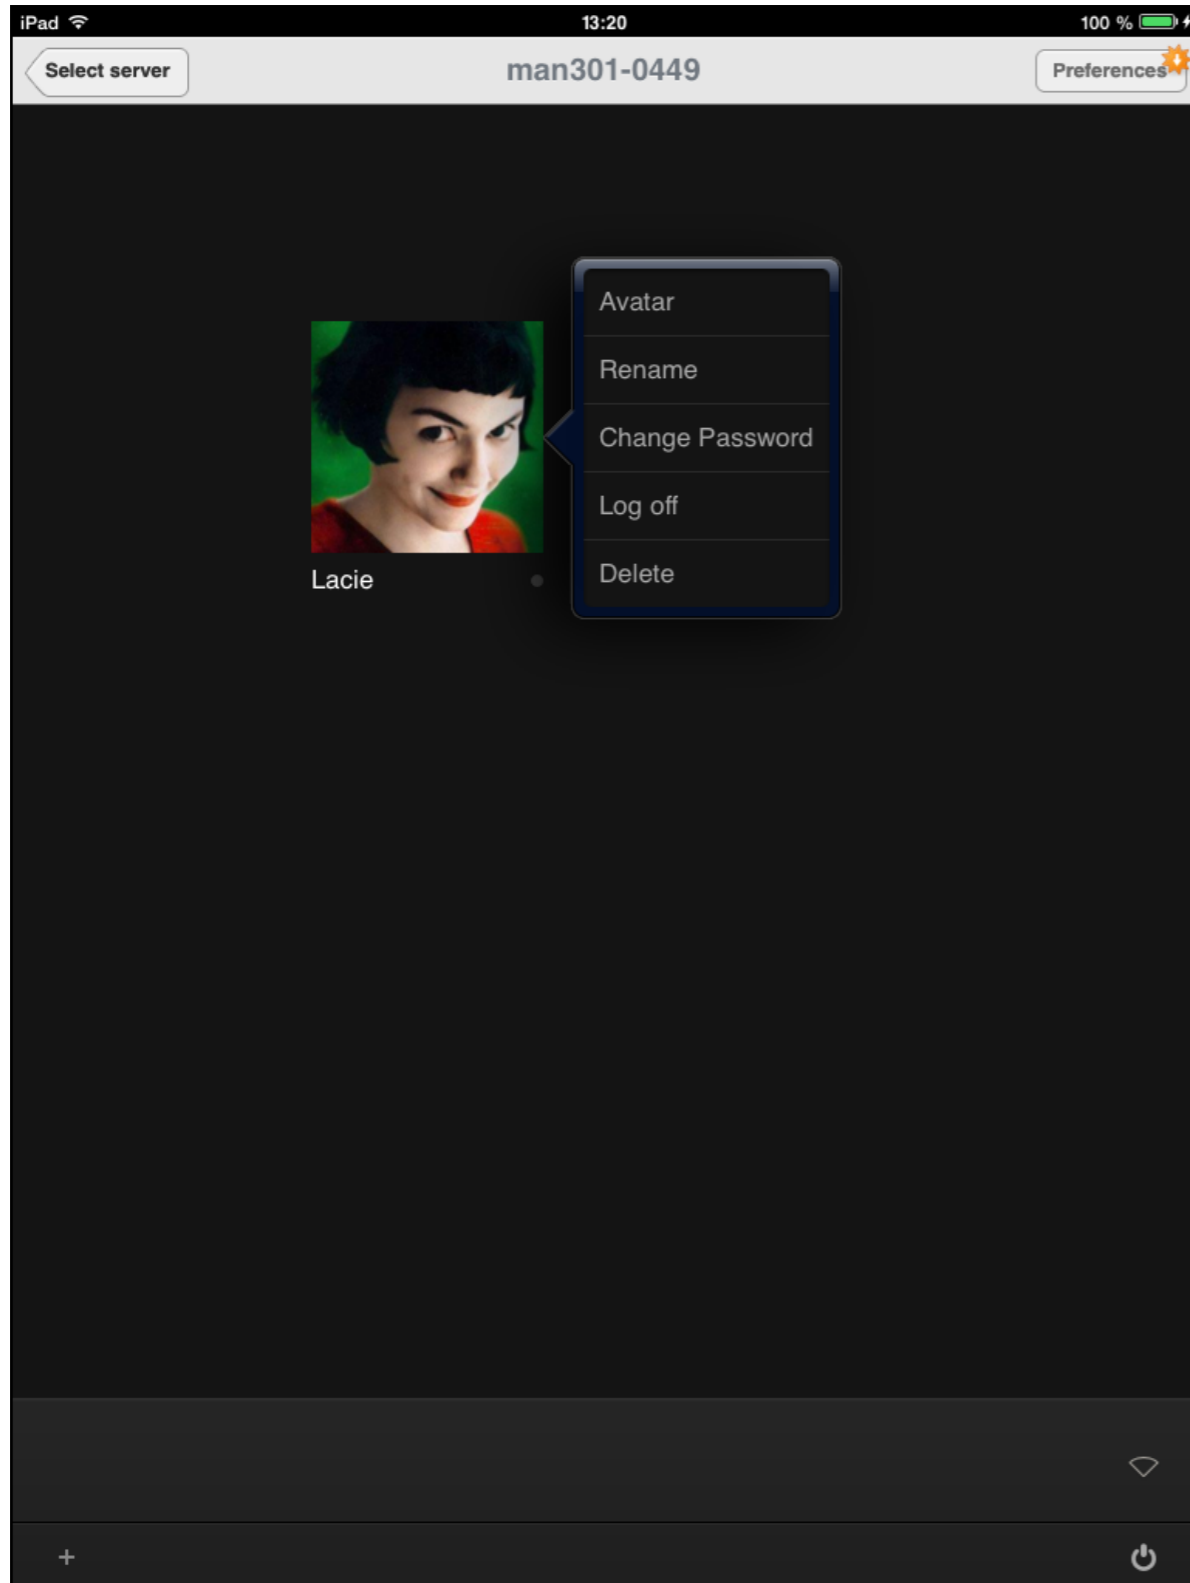 iPad 13:20 100 %
Select server man301-0449 Preferences
Avatar
Rename
Change Password
Log off
Lacie
Delete
+